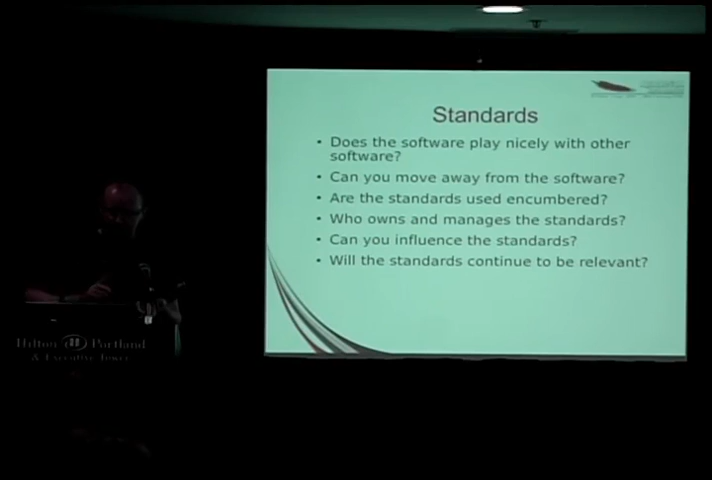 Standards
• Does the software play nicely with other
software?
• Can you move away from the software?
• Are the standards used encumbered?
• Who owns and manages the standards?
• Can you influence the standards?
• Will the standards continue to be relevant?
Hilton Portland
& Executive Tower